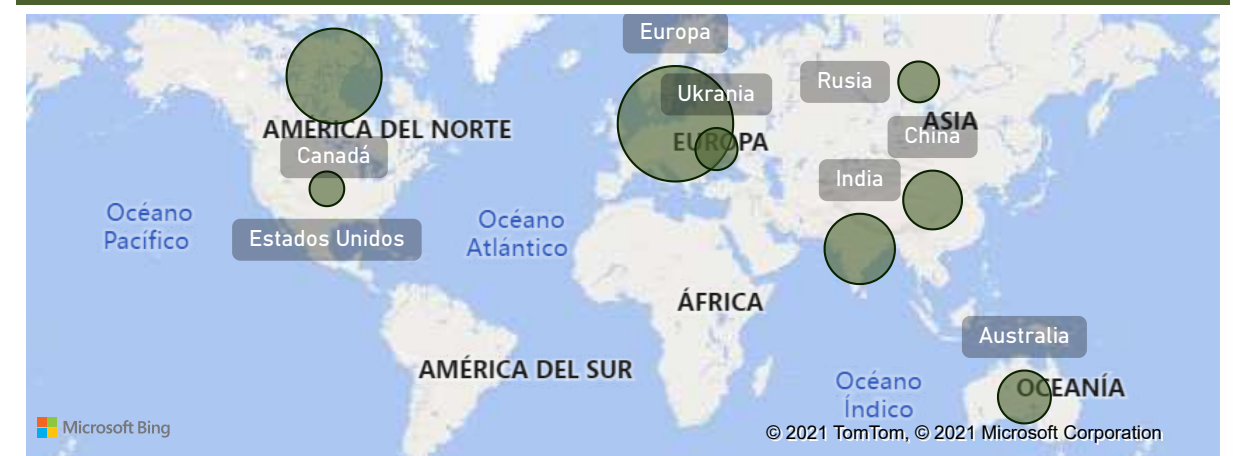 Europa
Rusia
Ukrania
ASIA
China
AMÉRICA DEL NORTE
EUROPA
Canadá
India
Océano
Pacífico
Océano
Atlántico
Estados Unidos
ÁFRICA
Australia
AMÉRICA DEL SUR
Océano
Índico
OCEANÍA
Microsoft Bing
© 2021 TomTom, © 2021 Microsoft Corporation